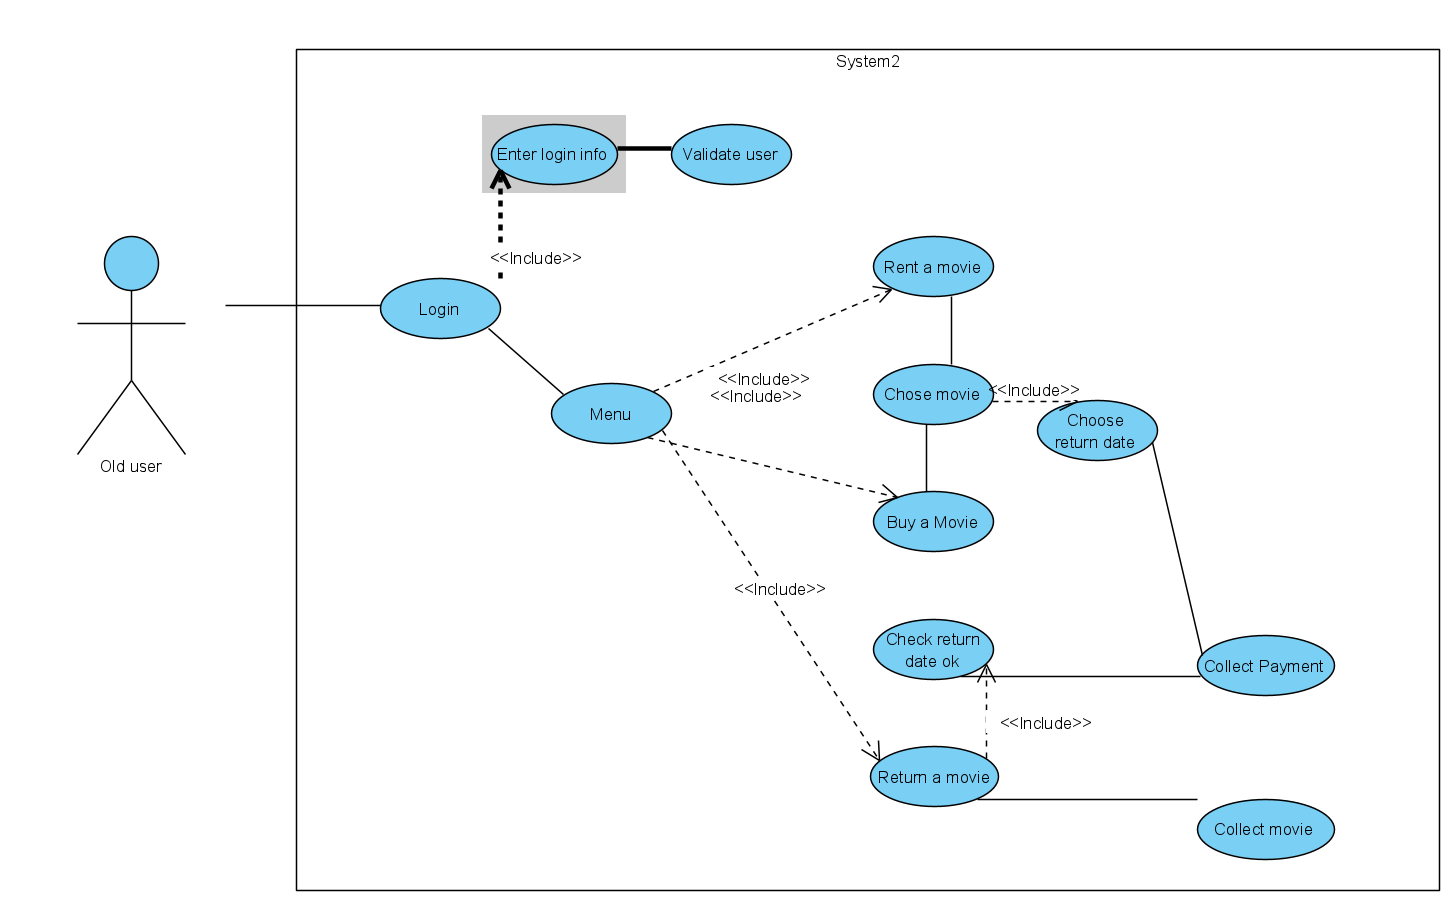 System2
Enter login info
Validate user
<<Include>>
Rent a movie
Login
<<Include>>
<<Include>>
Chose movie
<<Include>>
Choose
return date
Menu
Old user
Buy a Movie
<<Include>>
Check return
date ok
Collect Payment
<<Include>>
Return a movie
Collect movie